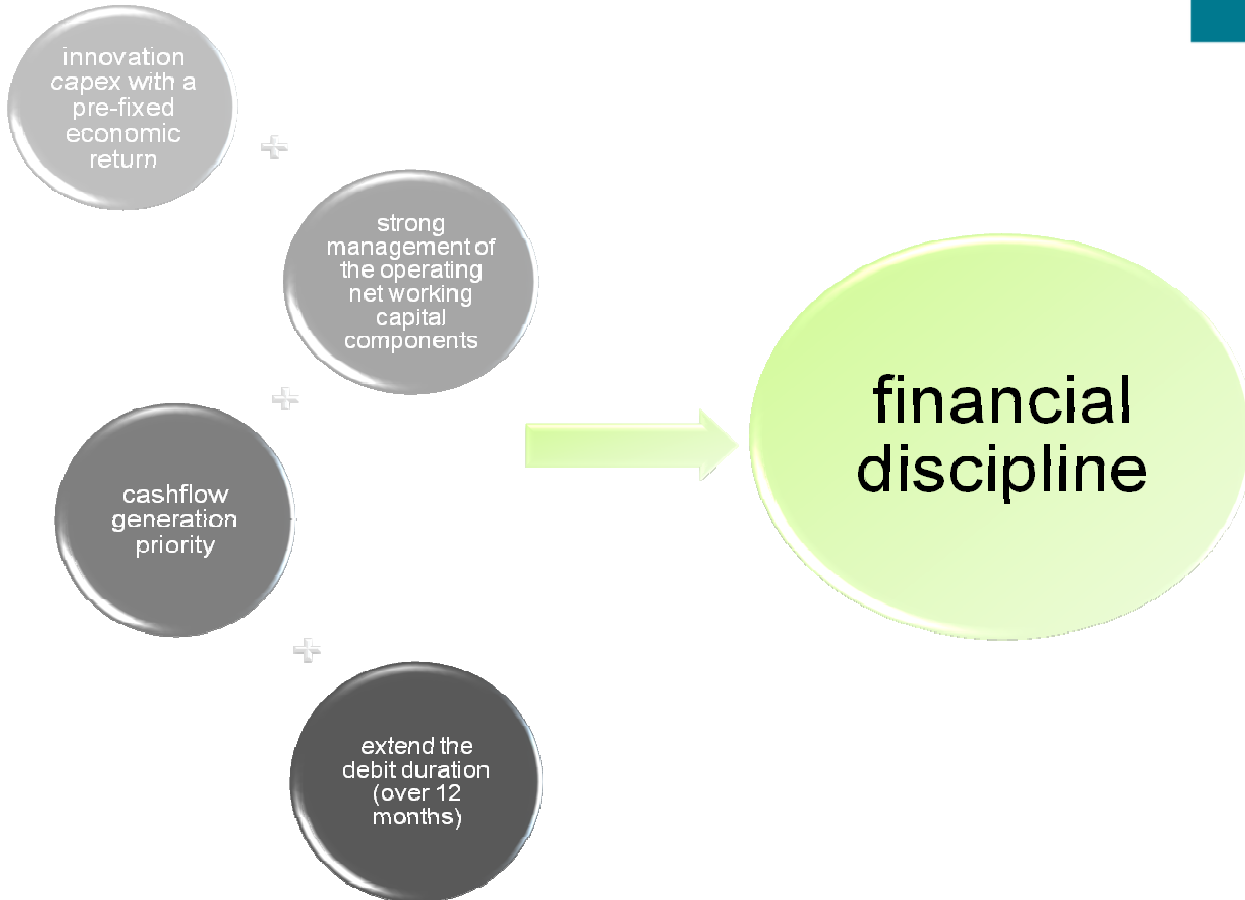 innovation
capex with a
pre-fixed
economic
return
strong
management of
the operating
net working
capital
components
cashflow
generation
priority
extend the
debit duration
(over 12
months)
financial
discipline